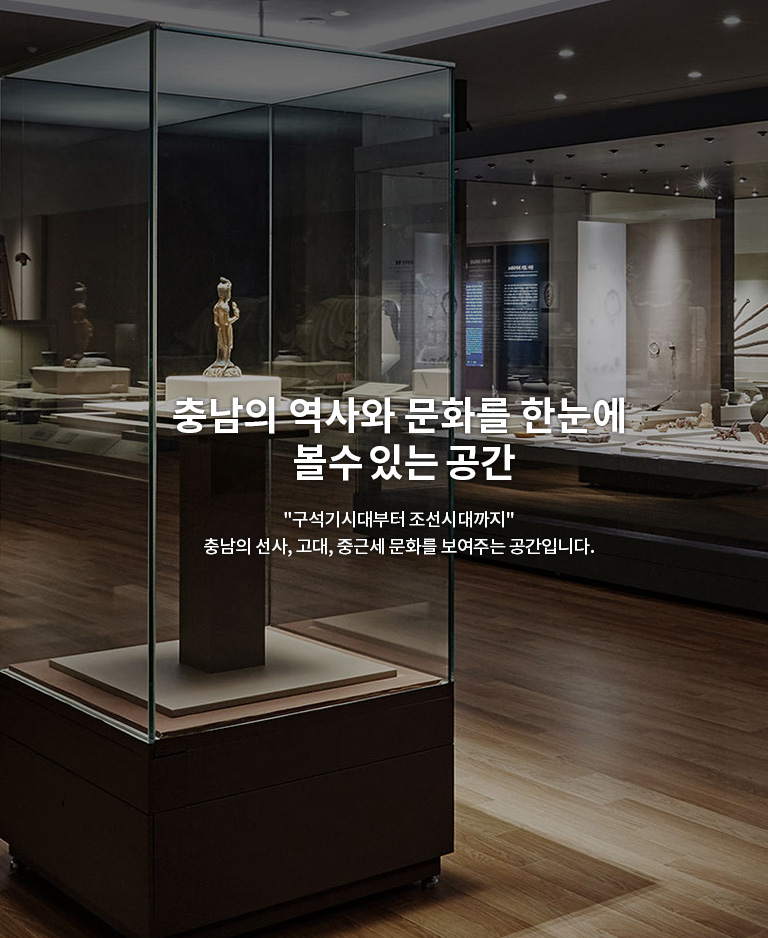 충남의 역사와 문화를 한눈에
볼수 있는 공간
"구석기시대부터 조선시대까지"
충남의 선사, 고대, 중근세 문화를 보여주는 공간입니다.